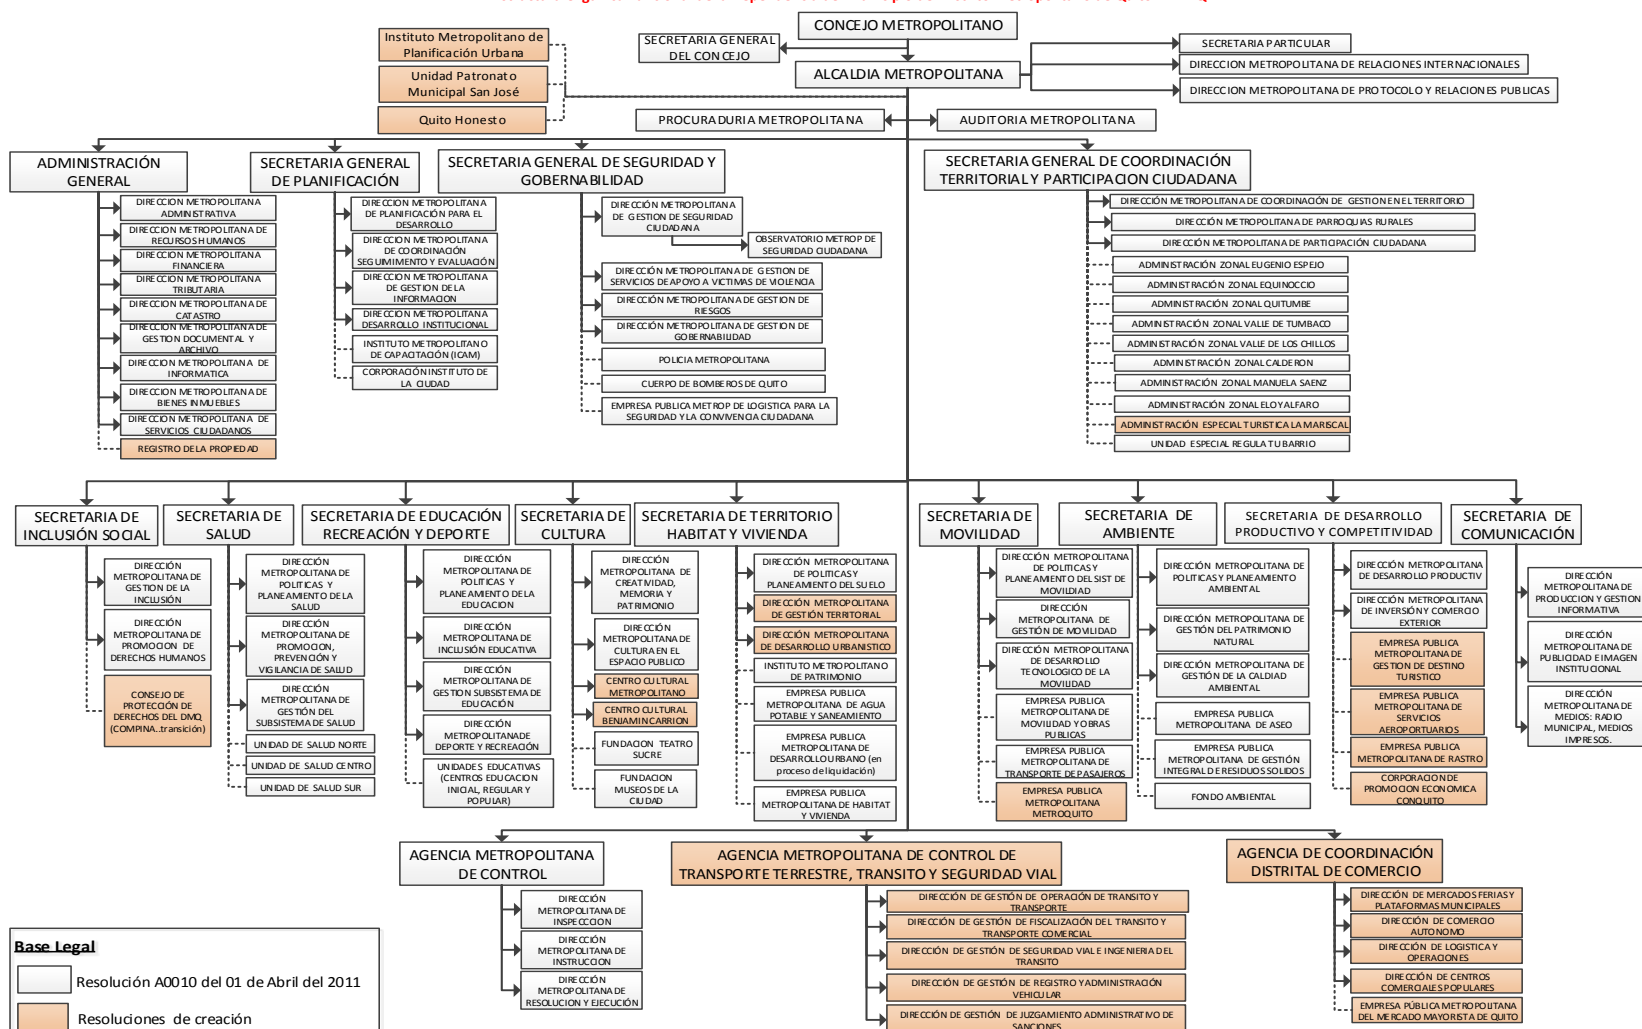 CONCEJO METROPOLITANO
SECRETARIA GENERAL
DEL CONCEJO
ALCALDIA METROPOLITANA
SECRETARIA PARTICULAR
DIRECCION METROPOLITANA DE RELACIONES INTERNACIONALES
DIRECCION METROPOLITANA DE PROTOCOLO Y RELACIONES PUBLICAS
Instituto Metropolitano de
Planificación Urbana
Unidad Patronato
Municipal San José
Quito Honesto
PROCURADURIA METROPOLITANA
AUDITORIA METROPOLITANA
ADMINISTRACIÓN
GENERAL
DIRECCION METROPOLITANA
ADMINISTRATIVA
DIRECCION METROPOLITANA DE
RECURSOS HUMANOS
DIRECCION METROPOLITANA
FINANCIERA
DIRECCION METROPOLITANA
TRIBUTARIA
DIRECCION METROPOLITANA DE
CATASTRO
DIRECCION METROPOLITANA DE
GESTION DOCUMENTAL Y
ARCHIVO
DIRECCION METROPOLITANA DE
INFORMATICA
DIRECCION METROPOLITANA DE
BIENES INMUEBLES
DIRECCION METROPOLITANA DE
SERVICIOS CIUDADANOS
REGISTRO DE LA PROPIEDAD
SECRETARIA GENERAL
DE PLANIFICACIÓN
DIRECCION METROPOLITANA
DE PLANIFICACIÓN PARA EL
DESARROLLO
DIRECCIÓN METROPOLITANA
DE COORDINACIÓN
SEGUIMIMENTO Y EVALUACIÓN
DIRECCIÓN METROPOLITANA
DE GESTION DE LA
INFORMACION
DIRECCIÓN METROPOLITANA
DESARROLLO INSTITUCIONAL
INSTITUTO METROPOLITANO
DE CAPACITACIÓN (ICAM)
CORPORACIÓN INSTITUTO DE
LA CIUDAD
SECRETARIA GENERAL DE SEGURIDAD Y
GOBERNABILIDAD
DIRECCIÓN METROPOLITANA
DE GESTION DE SEGURIDAD
CIUDADANA
OBSERVATORIO METROP DE
SEGURIDAD CIUDADANA
DIRECCIÓN METROPOLITANA DE GESTION DE
SERVICIOS DE APOYO A VICTIMAS DE VIOLENCIA
DIRECCIÓN METROPOLITANA DE GESTION DE
RIESGOS
DIRECCIÓN METROPOLITANA DE GESTION DE
GOBERNABILIDAD
POLICIA METROPOLITANA
CUERPO DE BOMBEROS DE QUITO
EMPRESA PUBLICA METROP DE LOGISTICA PARA LA
SEGURIDAD Y LA CONVIVENCIA CIUDADANA
SECRETARIA GENERAL DE COORDINACIÓN
TERRITORIAL Y PARTICIPACION CIUDADANA
DIRECCIÓN METROPOLITANA DE COORDINACIÓN DE GESTION EN EL TERRITORIO
DIRECCIÓN METROPOLITANA DE PARROQUIAS RURALES
DIRECCIÓN METROPOLITANA DE PARTICIPACIÓN CIUDADANA
ADMINISTRACIÓN ZONAL EUGENIO ESPEJO
ADMINISTRACIÓN ZONAL EQUINOCCIO
ADMINISTRACIÓN ZONAL QUITUMBE
ADMINISTRACIÓN ZONAL VALLE DE TUMBACO
ADMINISTRACIÓN ZONAL VALLE DE LOS CHILLOS
ADMINISTRACIÓN ZONAL CALDERON
ADMINISTRACIÓN ZONAL MANUELA SAENZ
ADMINISTRACIÓN ZONAL ELOY ALFARO
ADMINISTRACIÓN ESPECIAL TURISTICA LA MARISCAL
UNIDAD ESPECIAL REGULA TU BARRIO
SECRETARIA DE
INCLUSIÓN SOCIAL
DIRECCIÓN
METROPOLITANA DE
GESTION DE LA
INCLUSIÓN
DIRECCIÓN
METROPOLITANA DE
PROMOCION DE
DERECHOS HUMANOS
CONSEJO DE
PROTECCIÓN DE
DERECHOS DEL DMQ
(COMPINA..transición)
SECRETARIA DE
SALUD
DIRECCIÓN
METROPOLITANA DE
POLITICAS Y
PLANEAMIENTO DE LA
SALUD
DIRECCIÓN
METROPOLITANA DE
PROMOCION,
PREVENCIÓN Y
VIGILANCIA DE SALUD
DIRECCIÓN
METROPOLITANA DE
GESTIÓN DEL
SUBSISTEMA DE SALUD
UNIDAD DE SALUD NORTE
UNIDAD DE SALUD CENTRO
UNIDAD DE SALUD SUR
SECRETARIA DE EDUCACIÓN
RECREACIÓN Y DEPORTE
DIRECCIÓN
METROPOLITANA DE
POLITICAS Y
PLANEAMIENTO DE LA
EDUCACION
DIRECCIÓN
METROPOLITANA DE
INCLUSIÓN EDUCATIVA
DIRECCIÓN
METROPOLITANA DE
GESTION SUBSISTEMA DE
EDUCACIÓN
DIRECCIÓN
METROPOLITANA DE
DEPORTE Y RECREACIÓN
UNIDADES EDUCATIVAS
(CENTROS EDUCACION
INICIAL, REGULAR Y
POPULAR)
SECRETARIA DE
CULTURA
DIRECCIÓN
METROPOLITANA DE
CREATIVIDAD,
MEMORIA Y
PATRIMONIO
DIRECCIÓN
METROPOLITANA DE
CULTURA EN EL
ESPACIO PUBLICO
CENTRO CULTURAL
METROPOLITANO
CENTRO CULTURAL
BENJAMIN CARRION
FUNDACION TEATRO
SUCRE
FUNDACION
MUSEOS DE LA
CIUDAD
SECRETARIA DE TERRITORIO
HABITAT Y VIVIENDA
DIRECCIÓN METROPOLITANA
DE POLITICAS Y
PLANEAMIENTO DEL SUELO
DIRECCIÓN METROPOLITANA
DE GESTIÓN TERRITORIAL
DIRECCIÓN METROPOLITANA
DE DESARROLLO URBANISTICO
INSTITUTO METROPOLITANO
DE PATRIMONIO
EMPRESA PUBLICA
METROPOLITANA DE AGUA
POTABLE Y SANEAMIENTO
EMPRESA PUBLICA
METROPOLITANA DE
DESARROLLO URBANO (en
proceso de liquidación)
EMPRESA PUBLICA
METROPOLITANA DE HABITAT
Y VIVIENDA
SECRETARIA DE
MOVILIDAD
DIRECCIÓN METROPOLITANA
DE POLITICAS Y
PLANEAMIENTO DEL SIST DE
MOVILDIAD
DIRECCIÓN
METROPOLITANA DE
GESTIÓN DE MOVILIDAD
DIRECCIÓN METROPOLITANA
DE DESARROLLO
TECNOLOGICO DE LA
MOVILIDAD
EMPRESA PUBLICA
METROPOLITANA DE
MOVILIDAD Y OBRAS
PUBLICAS
EMPRESA PUBLICA
METROPOLITANA DE
TRANSPORTE DE PASAJEROS
EMPRESA PUBLICA
METROPOLITANA
METROQUITO
SECRETARIA DE
AMBIENTE
DIRECCIÓN METROPOLITANA DE
POLITICAS Y PLANEAMIENTO
AMBIENTAL
DIRECCIÓN METROPOLITANA DE
GESTIÓN DEL PATRIMONIO
NATURAL
DIRECCIÓN METROPOLITANA DE
GESTIÓN DE LA CALDIAD
AMBIENTAL
EMPRESA PUBLICA
METROPOLITANA DE ASEO
EMPRESA PUBLICA
METROPOLITANA DE GESTIÓN
INTEGRAL DE RESIDUOS SOLIDOS
FONDO AMBIENTAL
SECRETARIA DE DESARROLLO
PRODUCTIVO Y COMPETITIVIDAD
DIRECCIÓN METROPOLITANA
DE DESARROLLO PRODUCTIV
DIRECCIÓN METROPOLITANA
DE INVERSIÓN Y COMERCIO
EXTERIOR
EMPRESA PUBLICA
METROPOLITANA DE
GESTION DE DESTINO
TURISTICO
EMPRESA PUBLICA
METROPOLITANA DE
SERVICIOS
AEROPORTUARIOS
EMPRESA PUBLICA
METROPOLITANA DE RASTRO
CORPORACION DE
PROMOCION ECONOMICA
CONQUITO
SECRETARIA DE
COMUNICACIÓN
DIRECCIÓN
METROPOLITANA DE
PRODUCCION Y GESTION
INFORMATIVA
DIRECCIÓN
METROPOLITANA DE
PUBLICIDAD E IMAGEN
INSTITUCIONAL
DIRECCIÓN
METROPOLITANA DE
MEDIOS: RADIO
MUNICIPAL, MEDIOS
IMPRESOS.
AGENCIA METROPOLITANA
DE CONTROL
DIRECCIÓN
METROPOLITANA DE
INSPECCCION
DIRECCIÓN
METROPOLITANA DE
INSTRUCCION
DIRECCIÓN
METROPOLITANA DE
RESOLUCION Y EJECUCIÓN
AGENCIA METROPOLITANA DE CONTROL DE
TRANSPORTE TERRESTRE, TRANSITO Y SEGURIDAD VIAL
DIRECCIÓN DE GESTIÓN DE OPERACIÓN DE TRANSITO Y
TRANSPORTE
DIRECCIÓN DE GESTIÓN DE FISCALIZACIÓN DEL TRANSITO Y
TRANSPORTE COMERCIAL
DIRECCIÓN DE GESTIÓN DE SEGURIDAD VIAL E INGENIERIA DEL
TRANSITO
DIRECCIÓN DE GESTIÓN DE REGISTRO Y ADMINISTRACIÓN
VEHICULAR
DIRECCIÓN DE GESTIÓN DE JUZGAMIENTO ADMINISTRATIVO DE
SANCIONES
AGENCIA DE COORDINACIÓN
DISTRITAL DE COMERCIO
DIRECCIÓN DE MERCADOS FERIAS Y
PLATAFORMAS MUNICIPALES
DIRECCIÓN DE COMERCIO
AUTONOMO
DIRECCIÓN DE LOGISTICA Y
OPERACIONES
DIRECCIÓN DE CENTROS
COMERCIALES POPULARES
EMPRESA PÚBLICA METROPOLITANA
DEL MERCADO MAYORISTA DE QUITO
Base Legal
Resolución A0010 del 01 de Abril del 2011
Resoluciones de creación